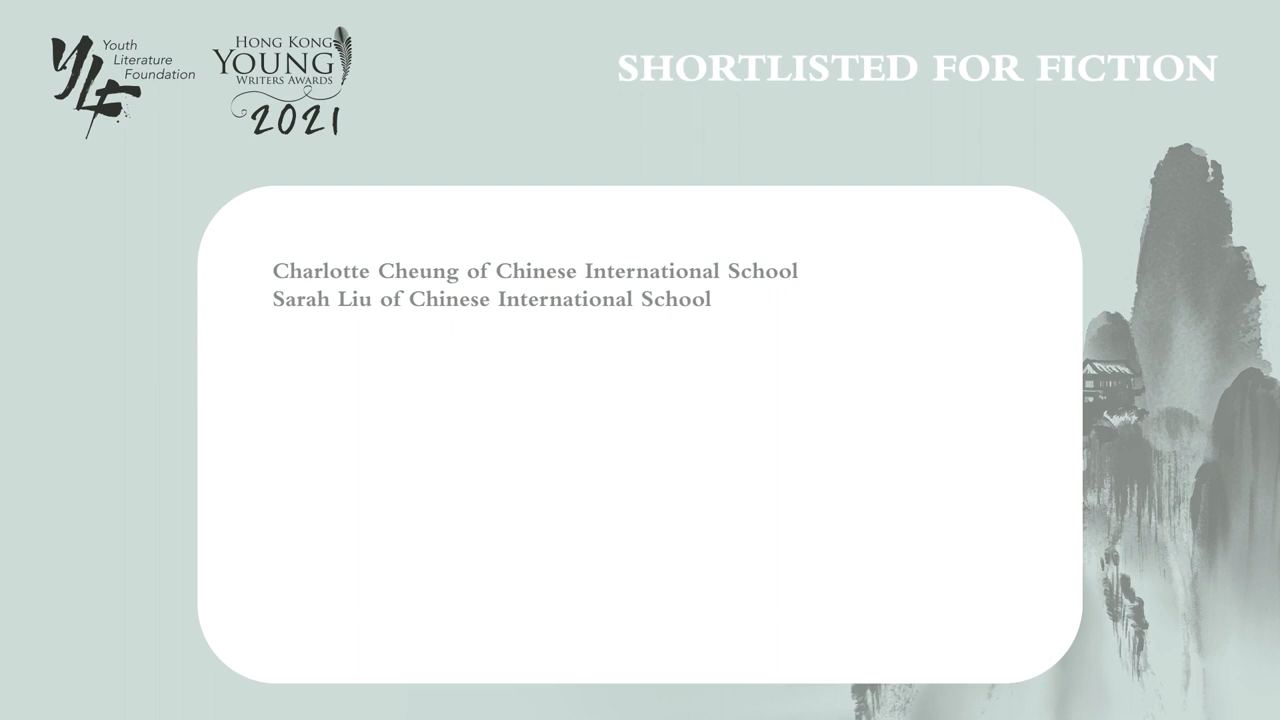 Youth
Literature
Foundation
HONG KONG
YOUNG
WRITERS AWARDS
2021
SHORTLISTED FOR FICTION
Charlotte Cheung of Chinese International School
Sarah Liu of Chinese International School